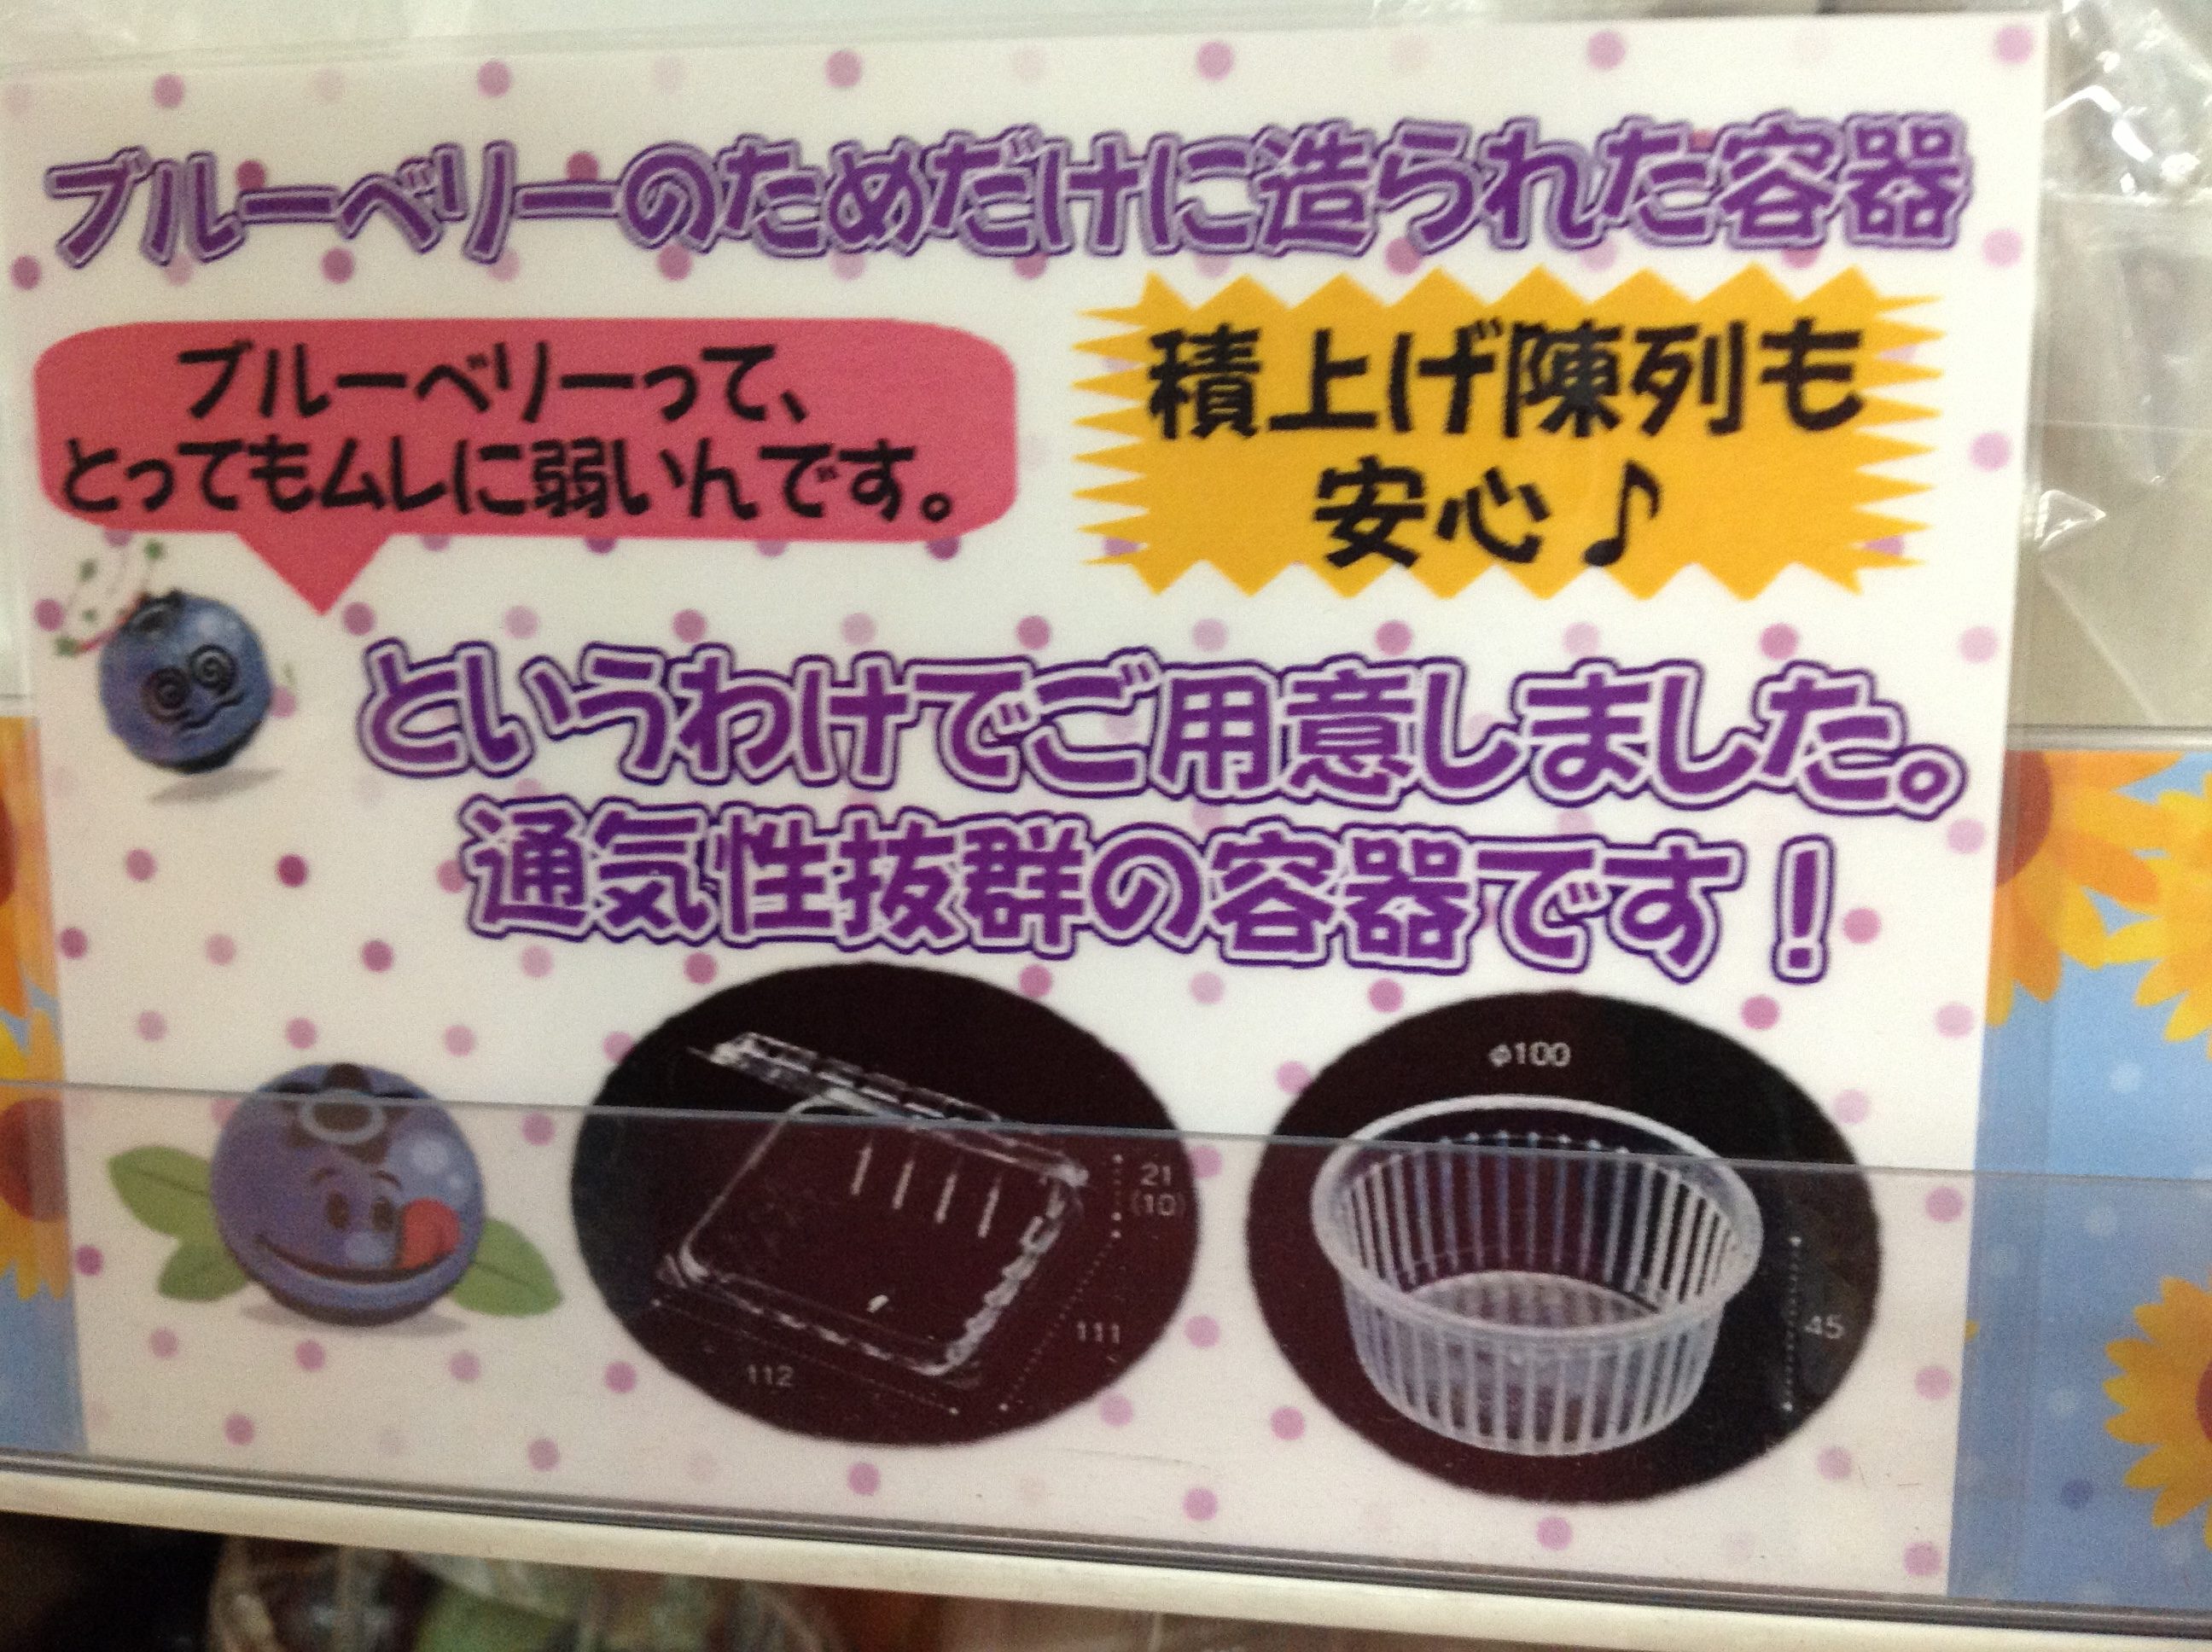 ブルーベリーのためだけに造られた容器
ブルーベリーって、
とってもムレに弱いんです。
積上げ陳列も
安心♪
というわけでご用意しました。
通気性抜群の容器です！
21
(10)
111
112
φ100
45